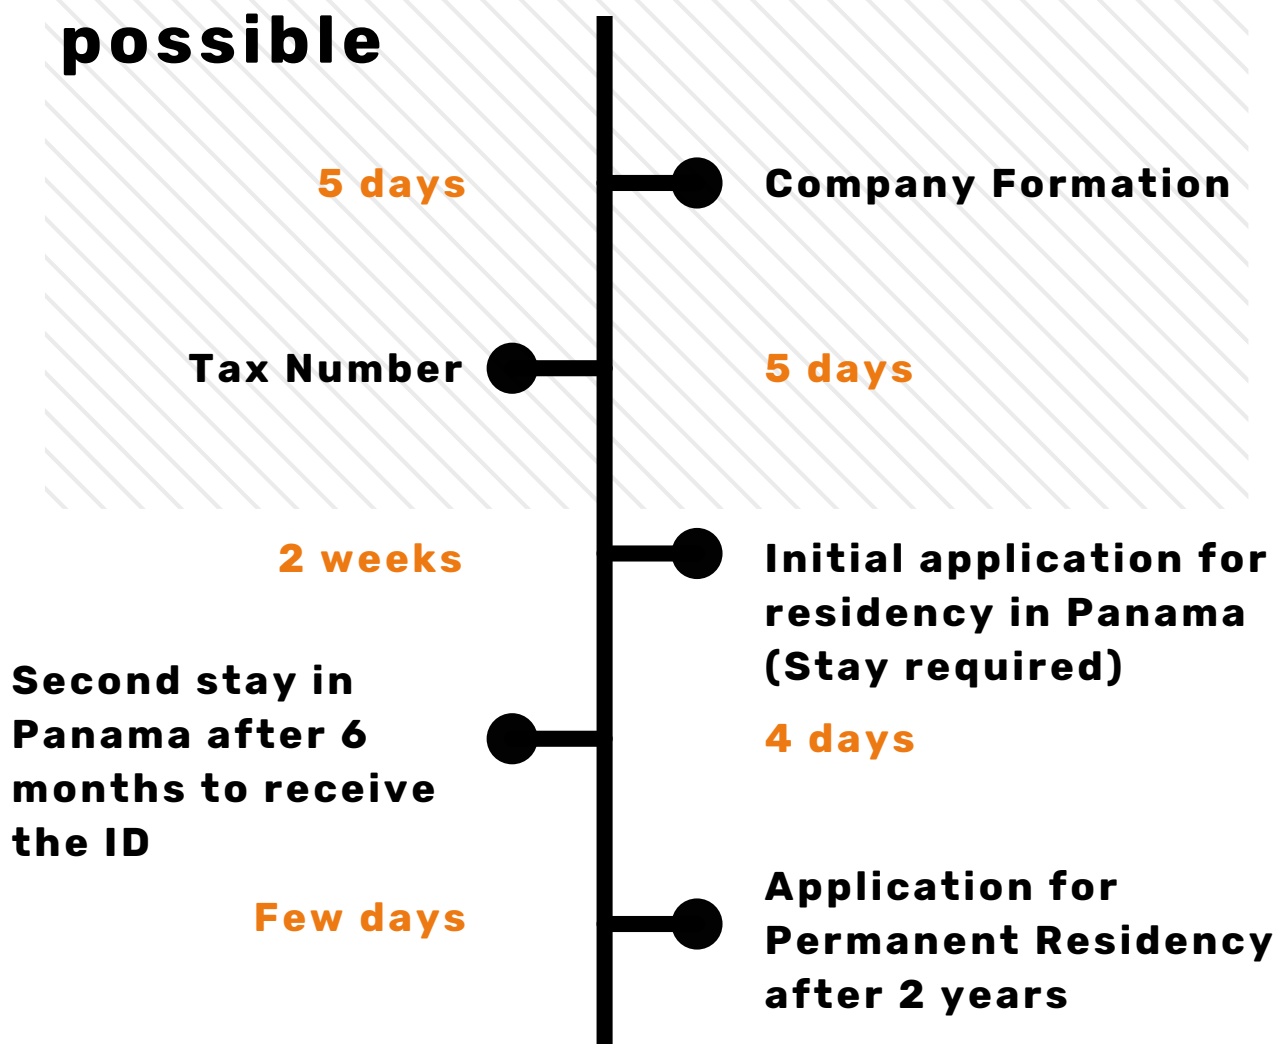 possible
5 days
Company Formation
Tax Number
5 days
2 weeks
Initial application for
residency in Panama
(Stay required)
Second stay in
Panama after 6
months to receive
the ID
4 days
Few days
Application for
Permanent Residency
after 2 years